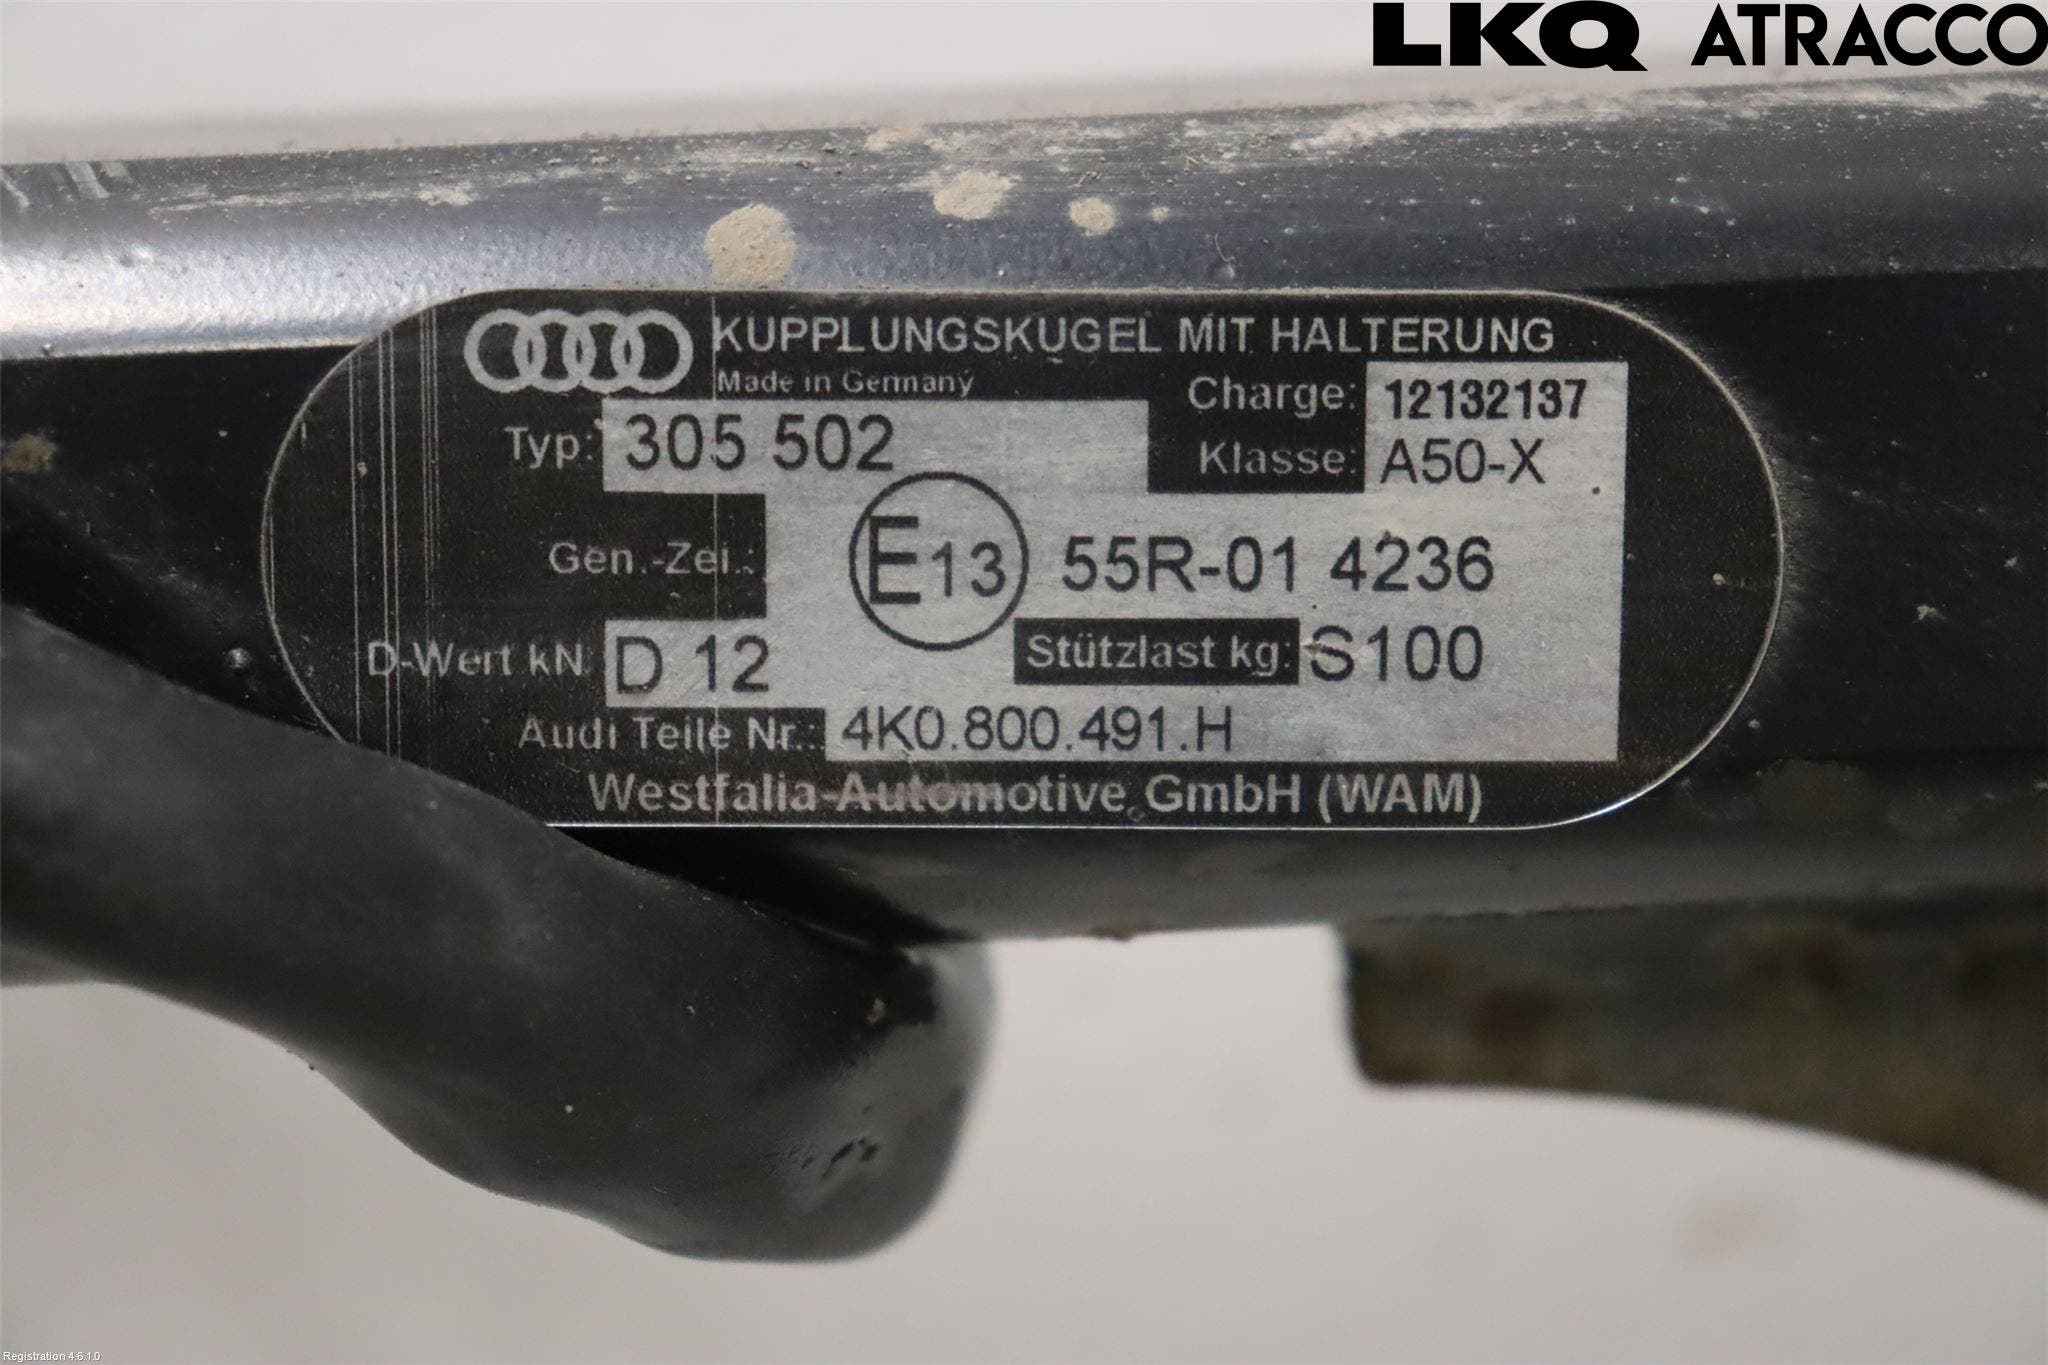 LKQ ATRACCO
KUPPLUNGSKUGEL MIT HALTERUNG
Made in Germany
Charge: 12132137
Typ: 305 502
Klasse: A50-X
Gen.-Zei.: E13 55R-01 4236
D-Wert kN: D 12 Stützlast kg: S100
Audi Teile Nr.: 4K0.800.491.H
Westfalia-Automotive GmbH (WAM)
Registration 4.6.1.0